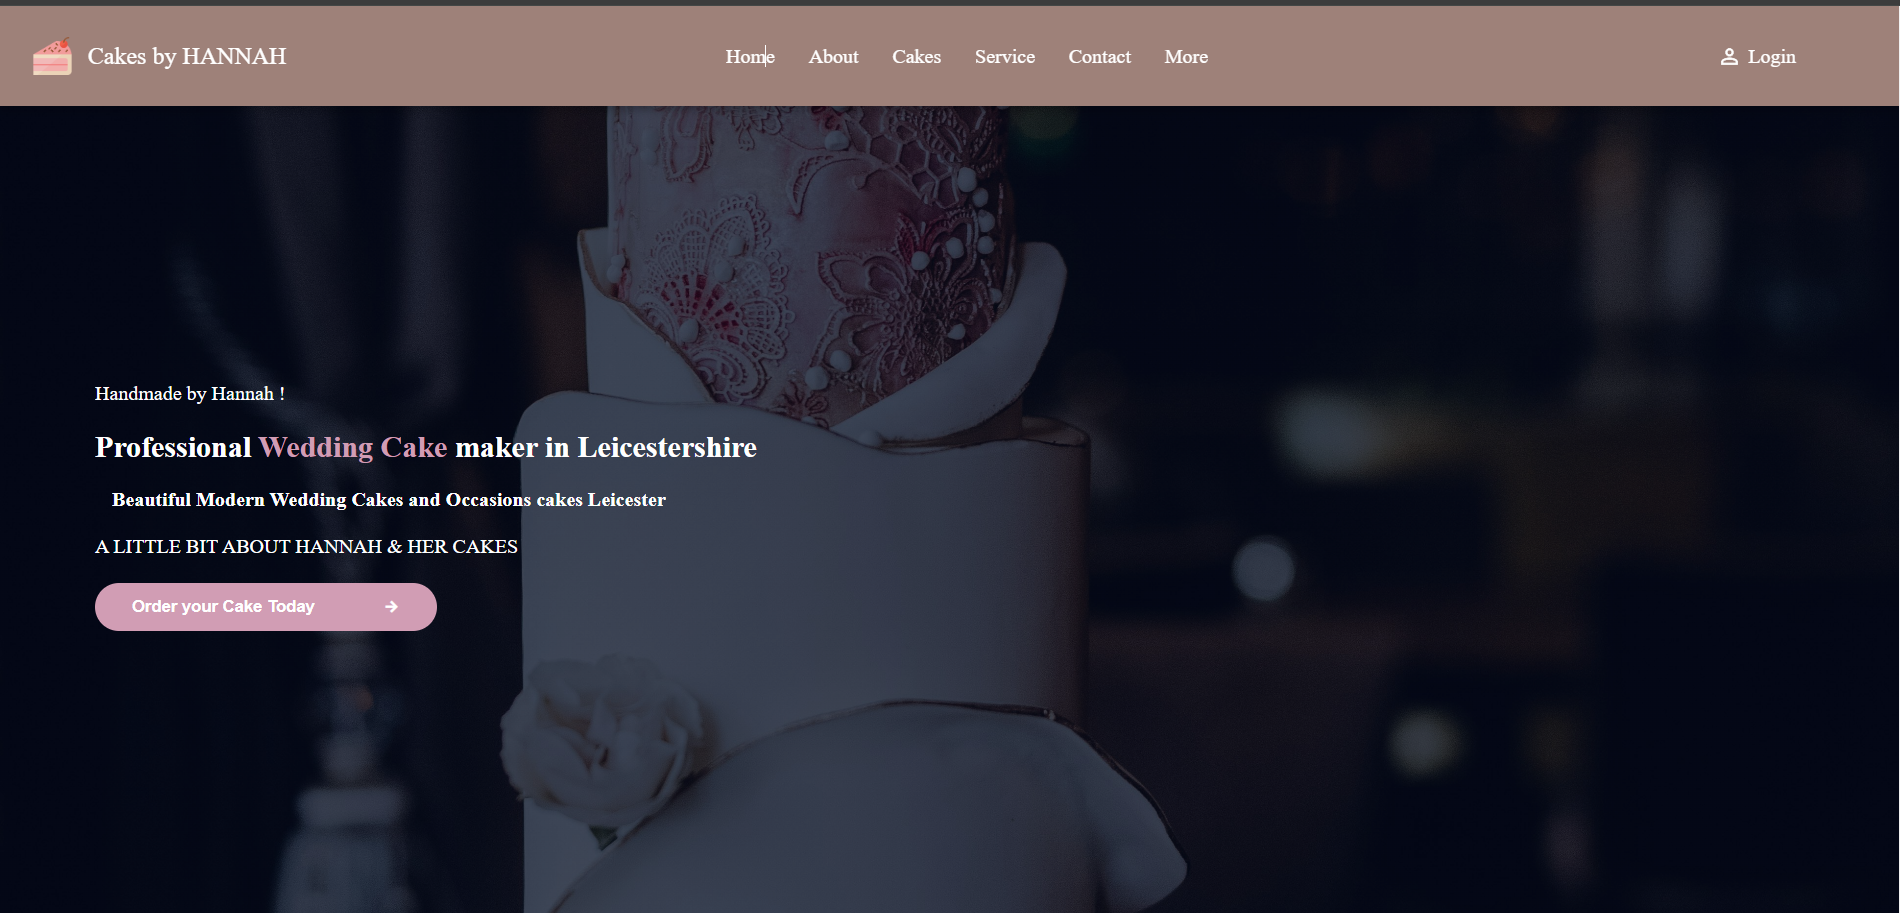 Cakes by HANNAH
Home About Cakes Service Contact More
Login
Handmade by Hannah !
Professional Wedding Cake maker in Leicestershire
Beautiful Modern Wedding Cakes and Occasions cakes Leicester
A LITTLE BIT ABOUT HANNAH & HER CAKES
Order your Cake Today